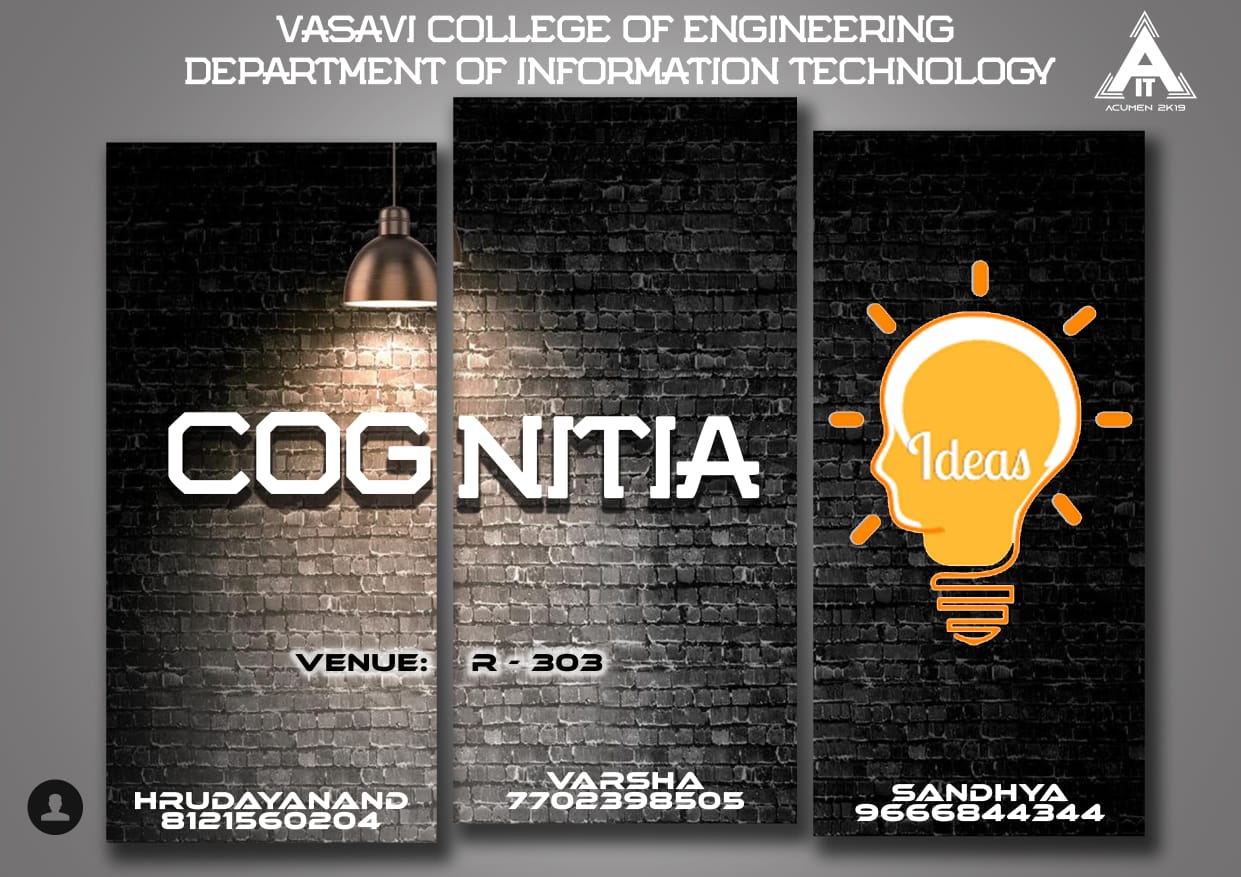 VASAVI COLLEGE OF ENGINEERING
DEPARTMENT OF INFORMATION TECHNOLOGY
A
IT
ACUMEN 2K19
COGNITIA
Ideas
VENUE: R - 303
HRUDAYANAND
8121560204
VARSHA
7702398505
SANDHYA
9666844344